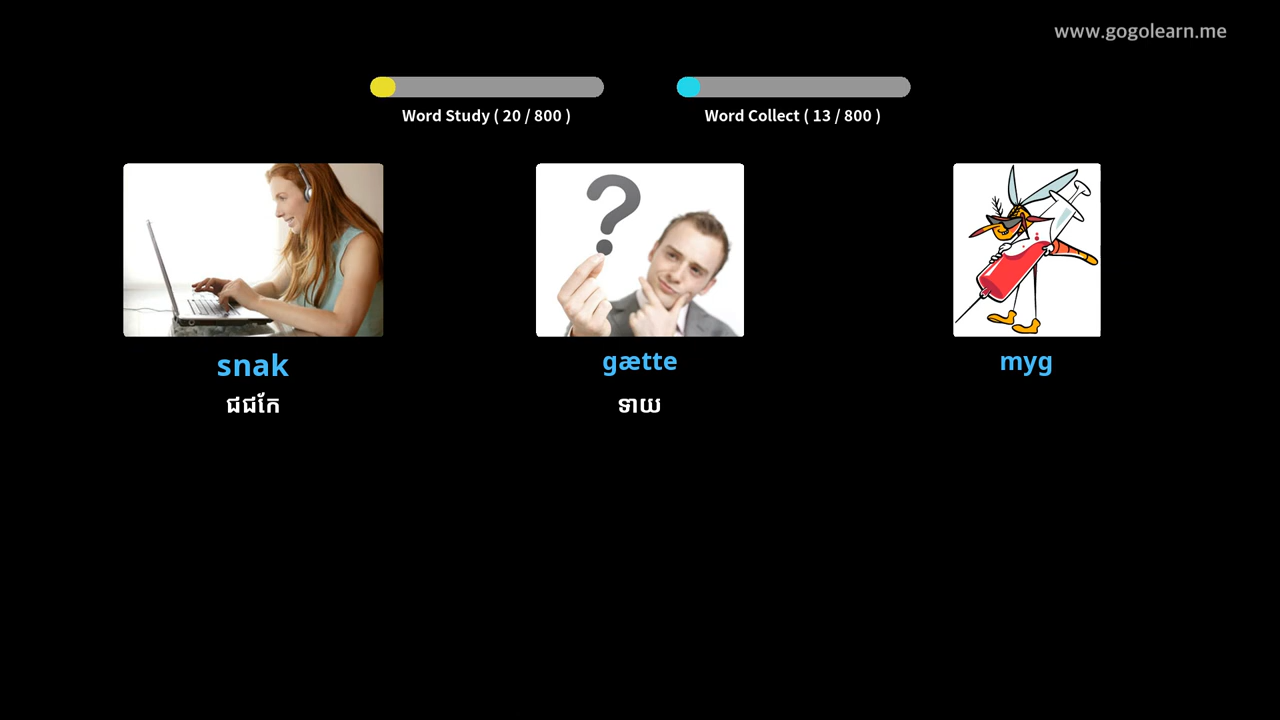 www.gogolearn.me
Word Study ( 20 / 800 )
Word Collect ( 13 / 800 )
snak
gætte
myg
ជជកែ
ទាយ